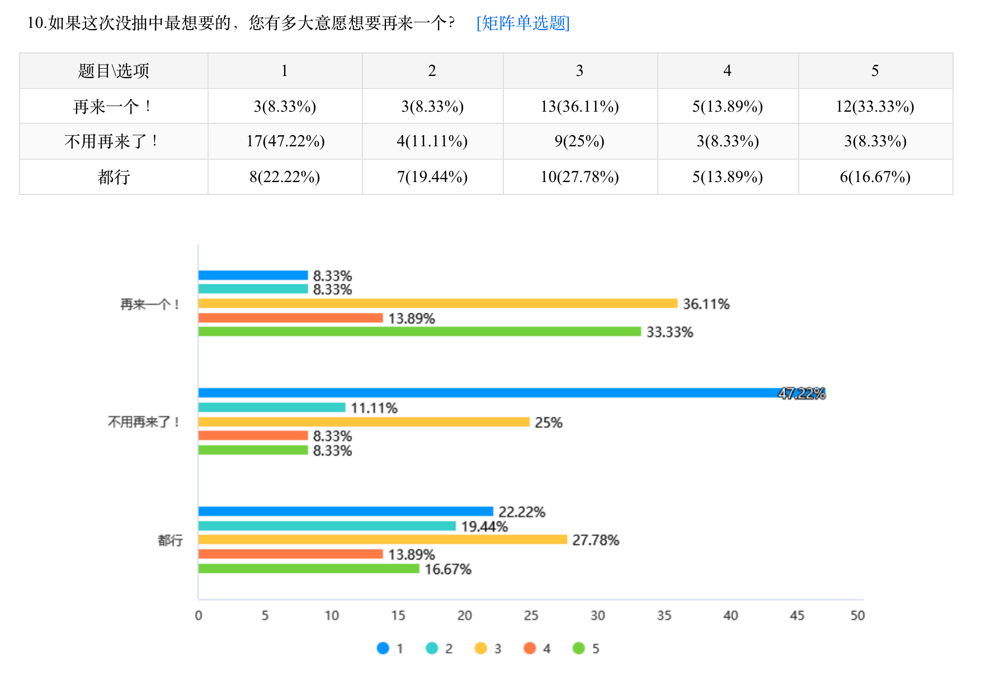 10.如果这次没抽中最想要的，您有多大意愿想要再来一个? [矩阵单选题]
题目\选项 1 2 3 4 5
再来一个！ 3(8.33%) 3(8.33%) 13(36.11%) 5(13.89%) 12(33.33%)
不用再来了！ 17(47.22%) 4(11.11%) 9(25%) 3(8.33%) 3(8.33%)
都行 8(22.22%) 7(19.44%) 10(27.78%) 5(13.89%) 6(16.67%)
8.33%
8.33%
再来一个！ 36.11%
13.89%
33.33%
47.22%
11.11%
不用再来了！ 25%
8.33%
8.33%
22.22%
19.44%
都行 27.78%
13.89%
16.67%
0 5 10 15 20 25 30 35 40 45 50
1 2 3 4 5